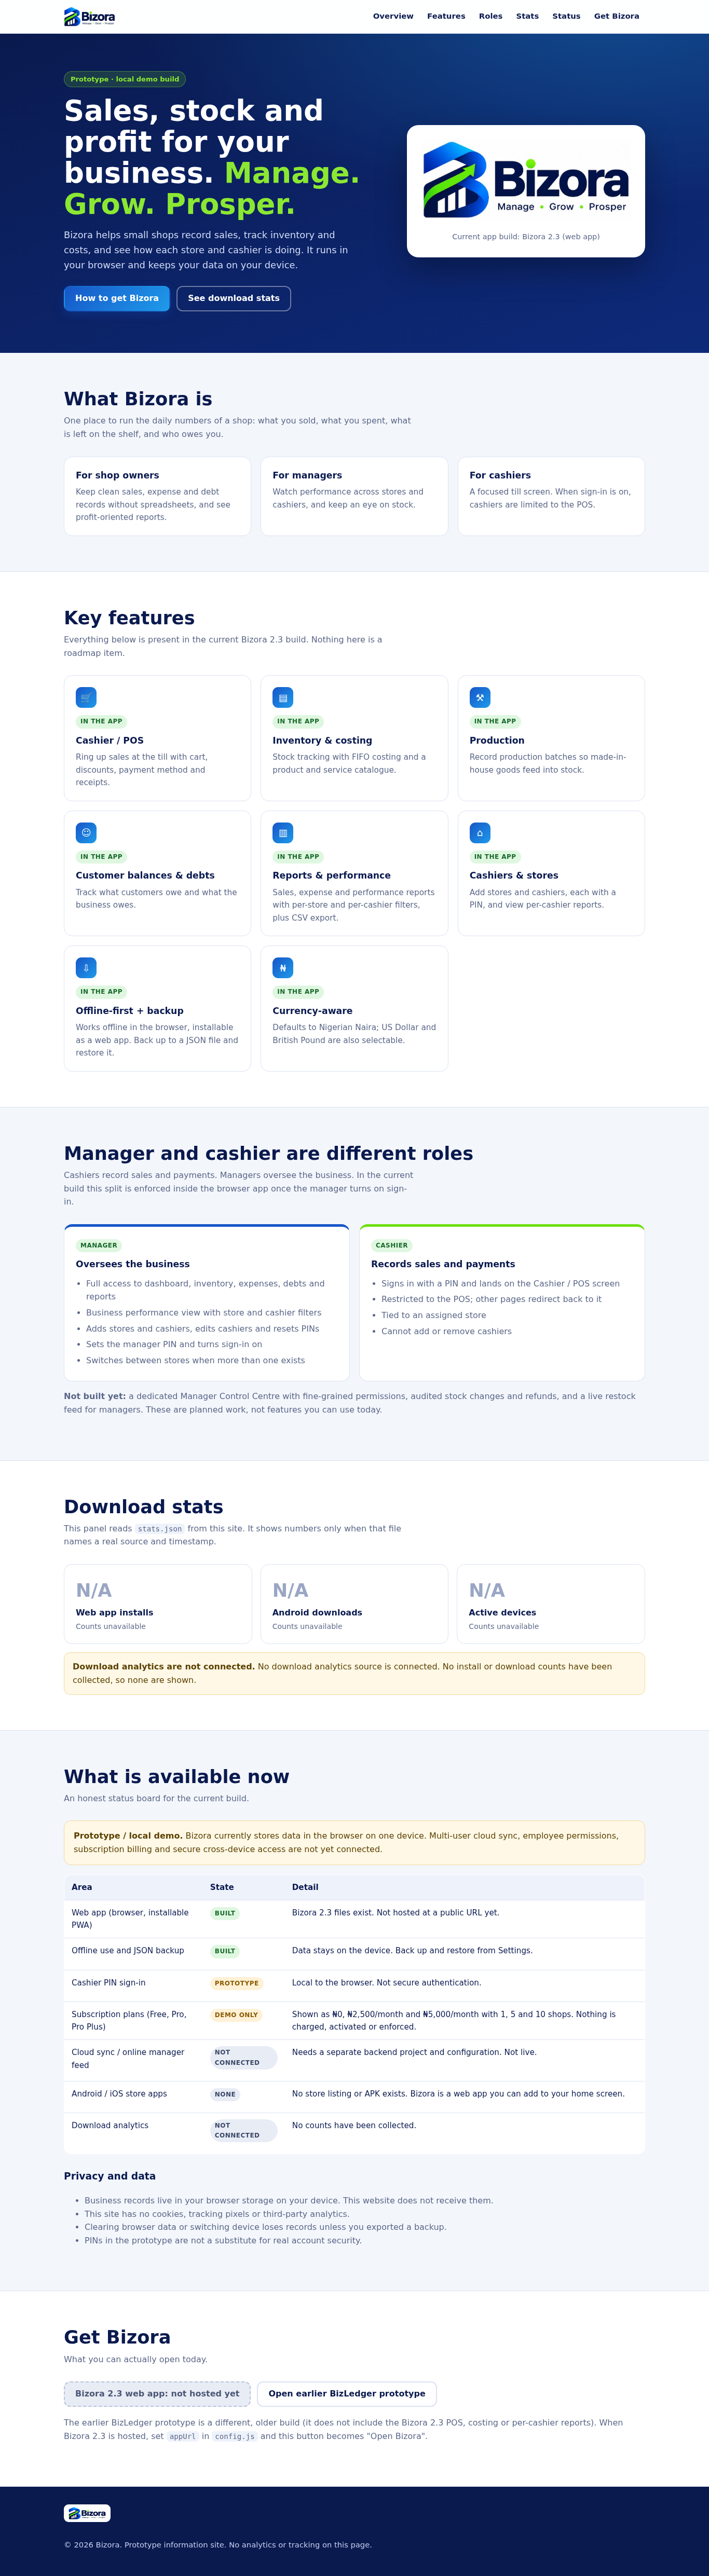 Bizora
Overview Features Roles Stats Status Get Bizora
Prototype · local demo build
Sales, stock and
profit for your
business. Manage.
Grow. Prosper.
Bizora helps small shops record sales, track inventory and
costs, and see how each store and cashier is doing. It runs in
your browser and keeps your data on your device.
How to get Bizora
See download stats
Bizora
Manage • Grow • Prosper
Current app build: Bizora 2.3 (web app)
What Bizora is
One place to run the daily numbers of a shop: what you sold, what you spent, what
is left on the shelf, and who owes you.
For shop owners
Keep clean sales, expense and debt
records without spreadsheets, and see
profit-oriented reports.
For managers
Watch performance across stores and
cashiers, and keep an eye on stock.
For cashiers
A focused till screen. When sign-in is on,
cashiers are limited to the POS.
Key features
Everything below is present in the current Bizora 2.3 build. Nothing here is a
roadmap item.
IN THE APP
Cashier / POS
Ring up sales at the till with cart,
discounts, payment method and
receipts.
IN THE APP
Inventory & costing
Stock tracking with FIFO costing and a
product and service catalogue.
IN THE APP
Production
Record production batches so made-in-
house goods feed into stock.
IN THE APP
Customer balances & debts
Track what customers owe and what the
business owes.
IN THE APP
Reports & performance
Sales, expense and performance reports
with per-store and per-cashier filters,
plus CSV export.
IN THE APP
Cashiers & stores
Add stores and cashiers, each with a
PIN, and view per-cashier reports.
IN THE APP
Offline-first + backup
Works offline in the browser, installable
as a web app. Back up to a JSON file and
restore it.
₦
IN THE APP
Currency-aware
Defaults to Nigerian Naira; US Dollar and
British Pound are also selectable.
Manager and cashier are different roles
Cashiers record sales and payments. Managers oversee the business. In the current
build this split is enforced inside the browser app once the manager turns on sign-
in.
MANAGER
Oversees the business
• Full access to dashboard, inventory, expenses, debts and
reports
• Business performance view with store and cashier filters
• Adds stores and cashiers, edits cashiers and resets PINs
• Sets the manager PIN and turns sign-in on
• Switches between stores when more than one exists
CASHIER
Records sales and payments
• Signs in with a PIN and lands on the Cashier / POS screen
• Restricted to the POS; other pages redirect back to it
• Tied to an assigned store
• Cannot add or remove cashiers
Not built yet: a dedicated Manager Control Centre with fine-grained permissions, audited stock changes and refunds, and a live restock
feed for managers. These are planned work, not features you can use today.
Download stats
This panel reads stats.json from this site. It shows numbers only when that file
names a real source and timestamp.
N/A
Web app installs
Counts unavailable
N/A
Android downloads
Counts unavailable
N/A
Active devices
Counts unavailable
Download analytics are not connected. No download analytics source is connected. No install or download counts have been
collected, so none are shown.
What is available now
An honest status board for the current build.
Prototype / local demo. Bizora currently stores data in the browser on one device. Multi-user cloud sync, employee permissions,
subscription billing and secure cross-device access are not yet connected.
Area State Detail
Web app (browser, installable
PWA)
BUILT
Bizora 2.3 files exist. Not hosted at a public URL yet.
Offline use and JSON backup
BUILT
Data stays on the device. Back up and restore from Settings.
Cashier PIN sign-in
PROTOTYPE
Local to the browser. Not secure authentication.
Subscription plans (Free, Pro,
Pro Plus)
DEMO ONLY
Shown as ₦0, ₦2,500/month and ₦5,000/month with 1, 5 and 10 shops. Nothing is
charged, activated or enforced.
Cloud sync / online manager
feed
NOT
CONNECTED
Needs a separate backend project and configuration. Not live.
Android / iOS store apps
NONE
No store listing or APK exists. Bizora is a web app you can add to your home screen.
Download analytics
NOT
CONNECTED
No counts have been collected.
Privacy and data
• Business records live in your browser storage on your device. This website does not receive them.
• This site has no cookies, tracking pixels or third-party analytics.
• Clearing browser data or switching device loses records unless you exported a backup.
• PINs in the prototype are not a substitute for real account security.
Get Bizora
What you can actually open today.
Bizora 2.3 web app: not hosted yet
Open earlier BizLedger prototype
The earlier BizLedger prototype is a different, older build (it does not include the Bizora 2.3 POS, costing or per-cashier reports). When
Bizora 2.3 is hosted, set appUrl in config.js and this button becomes "Open Bizora".
Bizora
© 2026 Bizora. Prototype information site. No analytics or tracking on this page.